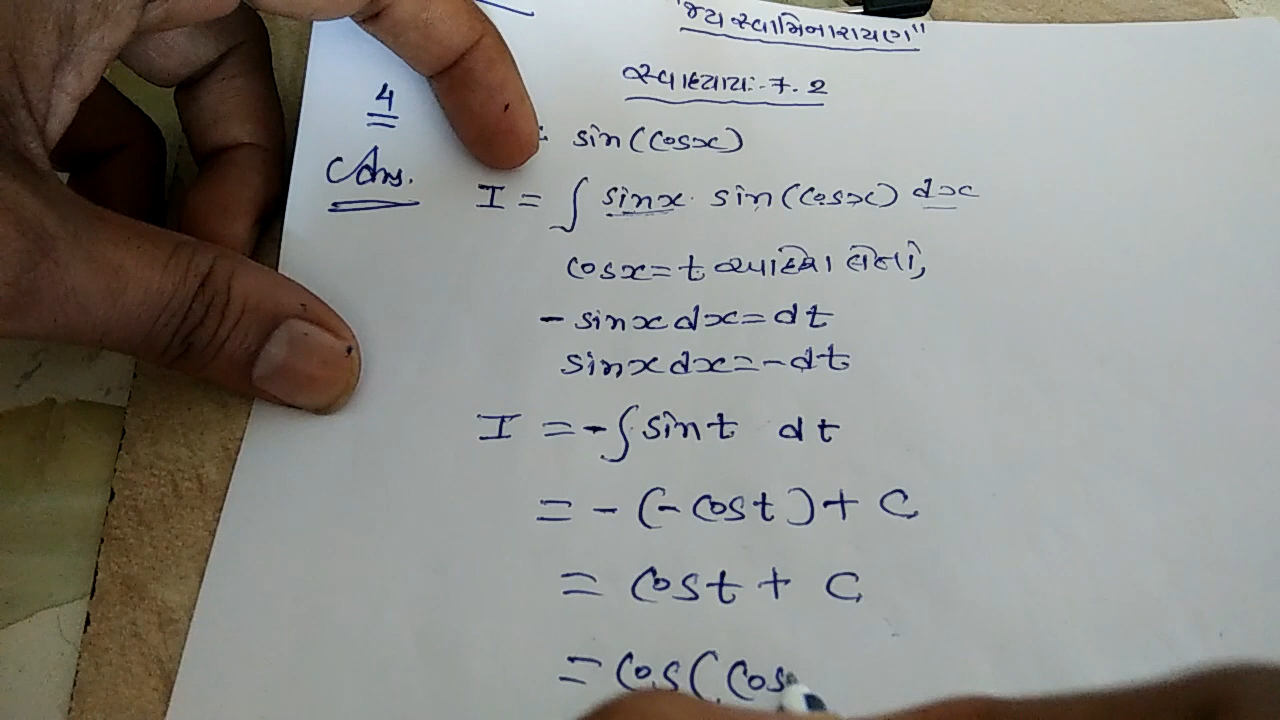 "જય સ્વામિનારાયણ"
સ્વાધ્યાય:-7.2
4
: sin(cosx)
Ans.
I = ∫ sinx. sin(cosx) dx
cosx = t આદેશ લેતાં,
- sinx dx = dt
sinx dx = - dt
I = -∫ sint dt
= - (- cost) + c
= cost + c
= cos(cos